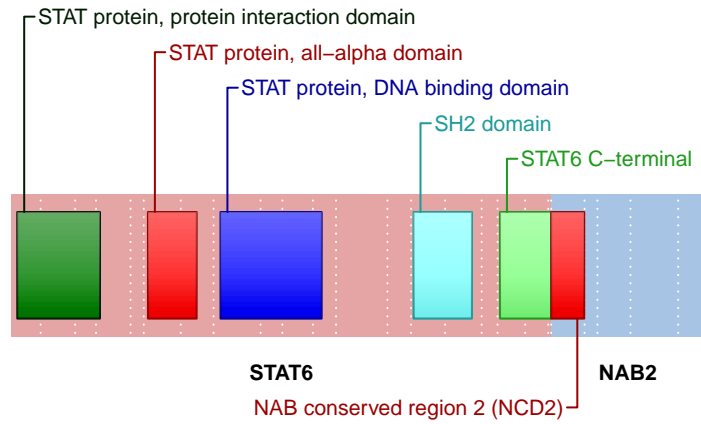 STAT protein, protein interaction domain
STAT protein, all−alpha domain
STAT protein, DNA binding domain
SH2 domain
STAT6 C−terminal
STAT6
NAB2
NAB conserved region 2 (NCD2)